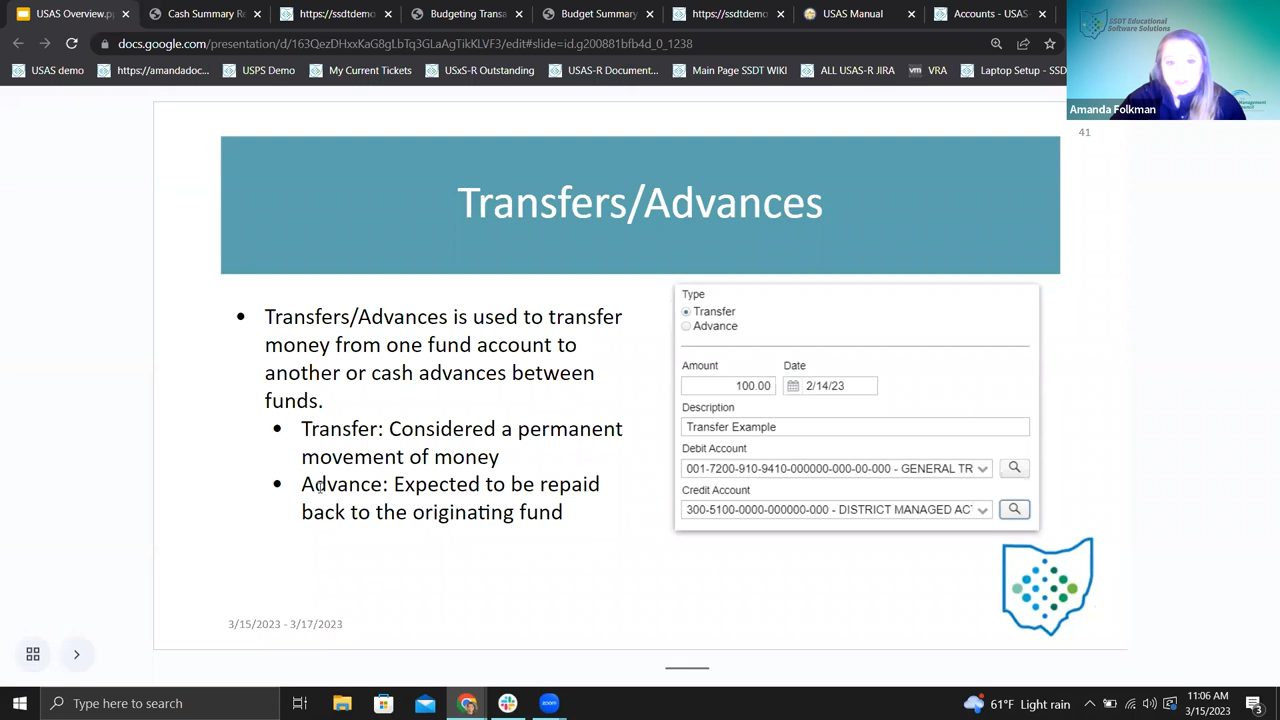 USAS Overview.p
Cash Summary Re
https://ssdtdemo
Budgeting Transa
Budget Summary
https://ssdtdemo
USAS Manual
Accounts - USAS-
docs.google.com/presentation/d/163QezDHxxKaG8gLbTq3GLaAgTikKLVF3/edit#slide=id.g200881bfb4d_0_1238
USAS demo
https://amandadoc...
USPS Demo
My Current Tickets
USxS-R Outstanding
USAS-R Document...
Main Page SSDT WIKI
ALL USAS-R JIRA
VRA
Laptop Setup - SSD
SSDT Educational
Software Solutions
Amanda Folkman
41
Transfers/Advances
• Transfers/Advances is used to transfer
money from one fund account to
another or cash advances between
funds.
• Transfer: Considered a permanent
movement of money
• Advance: Expected to be repaid
back to the originating fund
Type
Transfer
Advance
Amount
Date
100.00
2/14/23
Description
Transfer Example
Debit Account
001-7200-910-9410-000000-000-00-000 - GENERAL TR
Credit Account
300-5100-0000-000000-000 - DISTRICT MANAGED AC
3/15/2023 - 3/17/2023
Type here to search
zoom
61°F Light rain
11:06 AM
3/15/2023
3